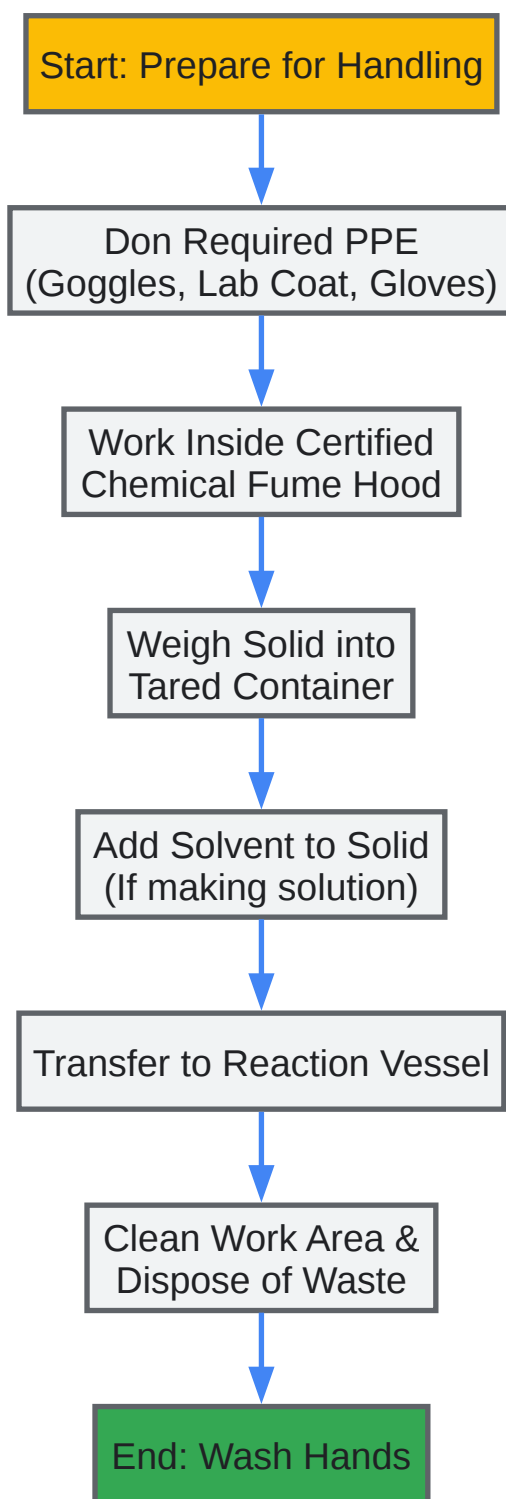 Start: Prepare for Handling
Don Required PPE
(Goggles, Lab Coat, Gloves)
Work Inside Certified
Chemical Fume Hood
Weigh Solid into
Tared Container
Add Solvent to Solid
(If making solution)
Transfer to Reaction Vessel
Clean Work Area &
Dispose of Waste
End: Wash Hands